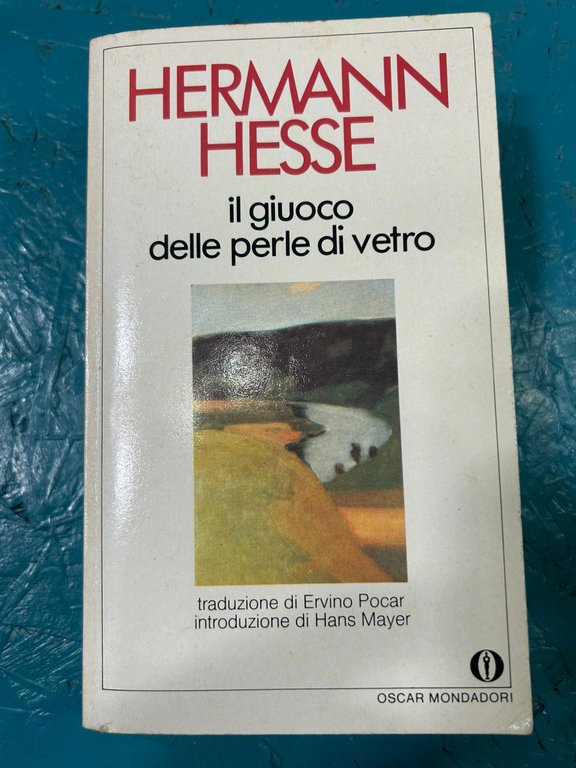 HERMANN
HESSE
il giuoco
delle perle di vetro
traduzione di Ervino Pocar
introduzione di Hans Mayer
OSCAR MONDADORI